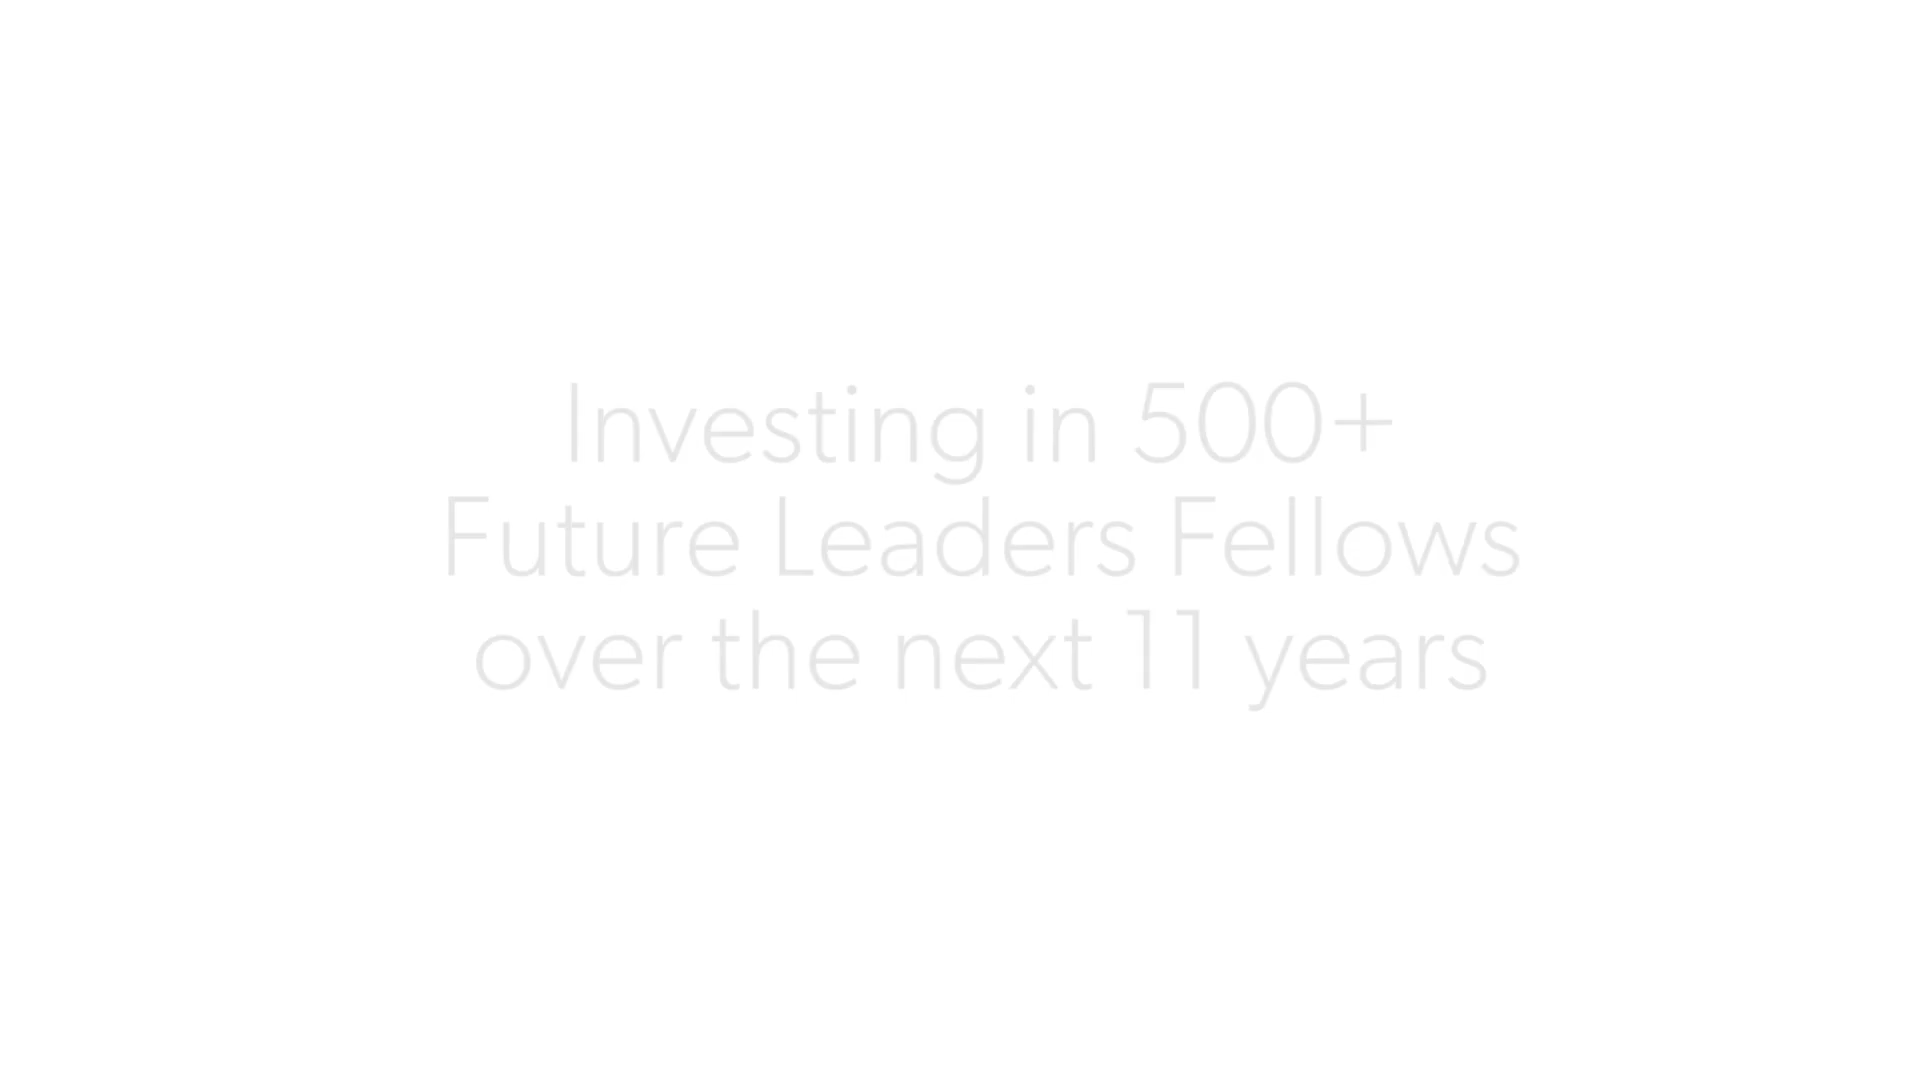 Investing in 500+
Future Leaders Fellows
over the next 11 years